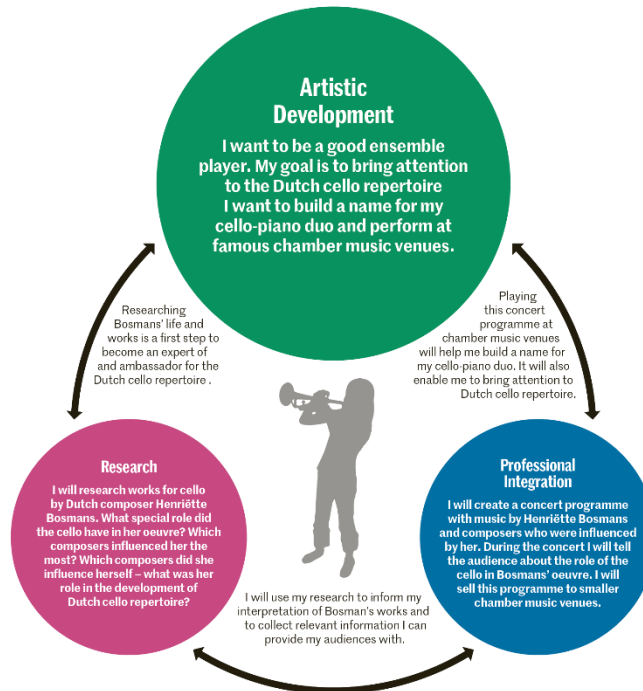 Artistic
Development
I want to be a good ensemble
player. My goal is to bring attention
to the Dutch cello repertoire
I want to build a name for my
cello-piano duo and perform at
famous chamber music venues.
Researching
Bosmans' life and
works is a first step to
become an expert of
and ambassador for the
Dutch cello repertoire .
Playing
this concert
programme at
chamber music venues
will help me build a name for
my cello-piano duo. It will also
enable me to bring attention to
Dutch cello repertoire.
Research
I will research works for cello
by Dutch composer Henriëtte
Bosmans. What special role did
the cello have in her oeuvre? Which
composers influenced her the
most? Which composers did she
influence herself – what was her
role in the development of
Dutch cello repertoire?
Professional
Integration
I will create a concert programme
with music by Henriëtte Bosmans
and composers who were influenced
by her. During the concert I will tell
the audience about the role of the
cello in Bosmans' oeuvre. I will
sell this programme to smaller
chamber music venues.
I will use my research to inform my
interpretation of Bosman's works and
to collect relevant information I can
provide my audiences with.